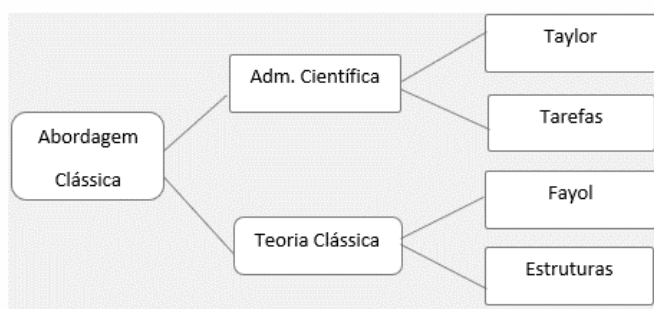 Abordagem
Clássica
Adm. Científica
Taylor
Tarefas
Teoria Clássica
Fayol
Estruturas